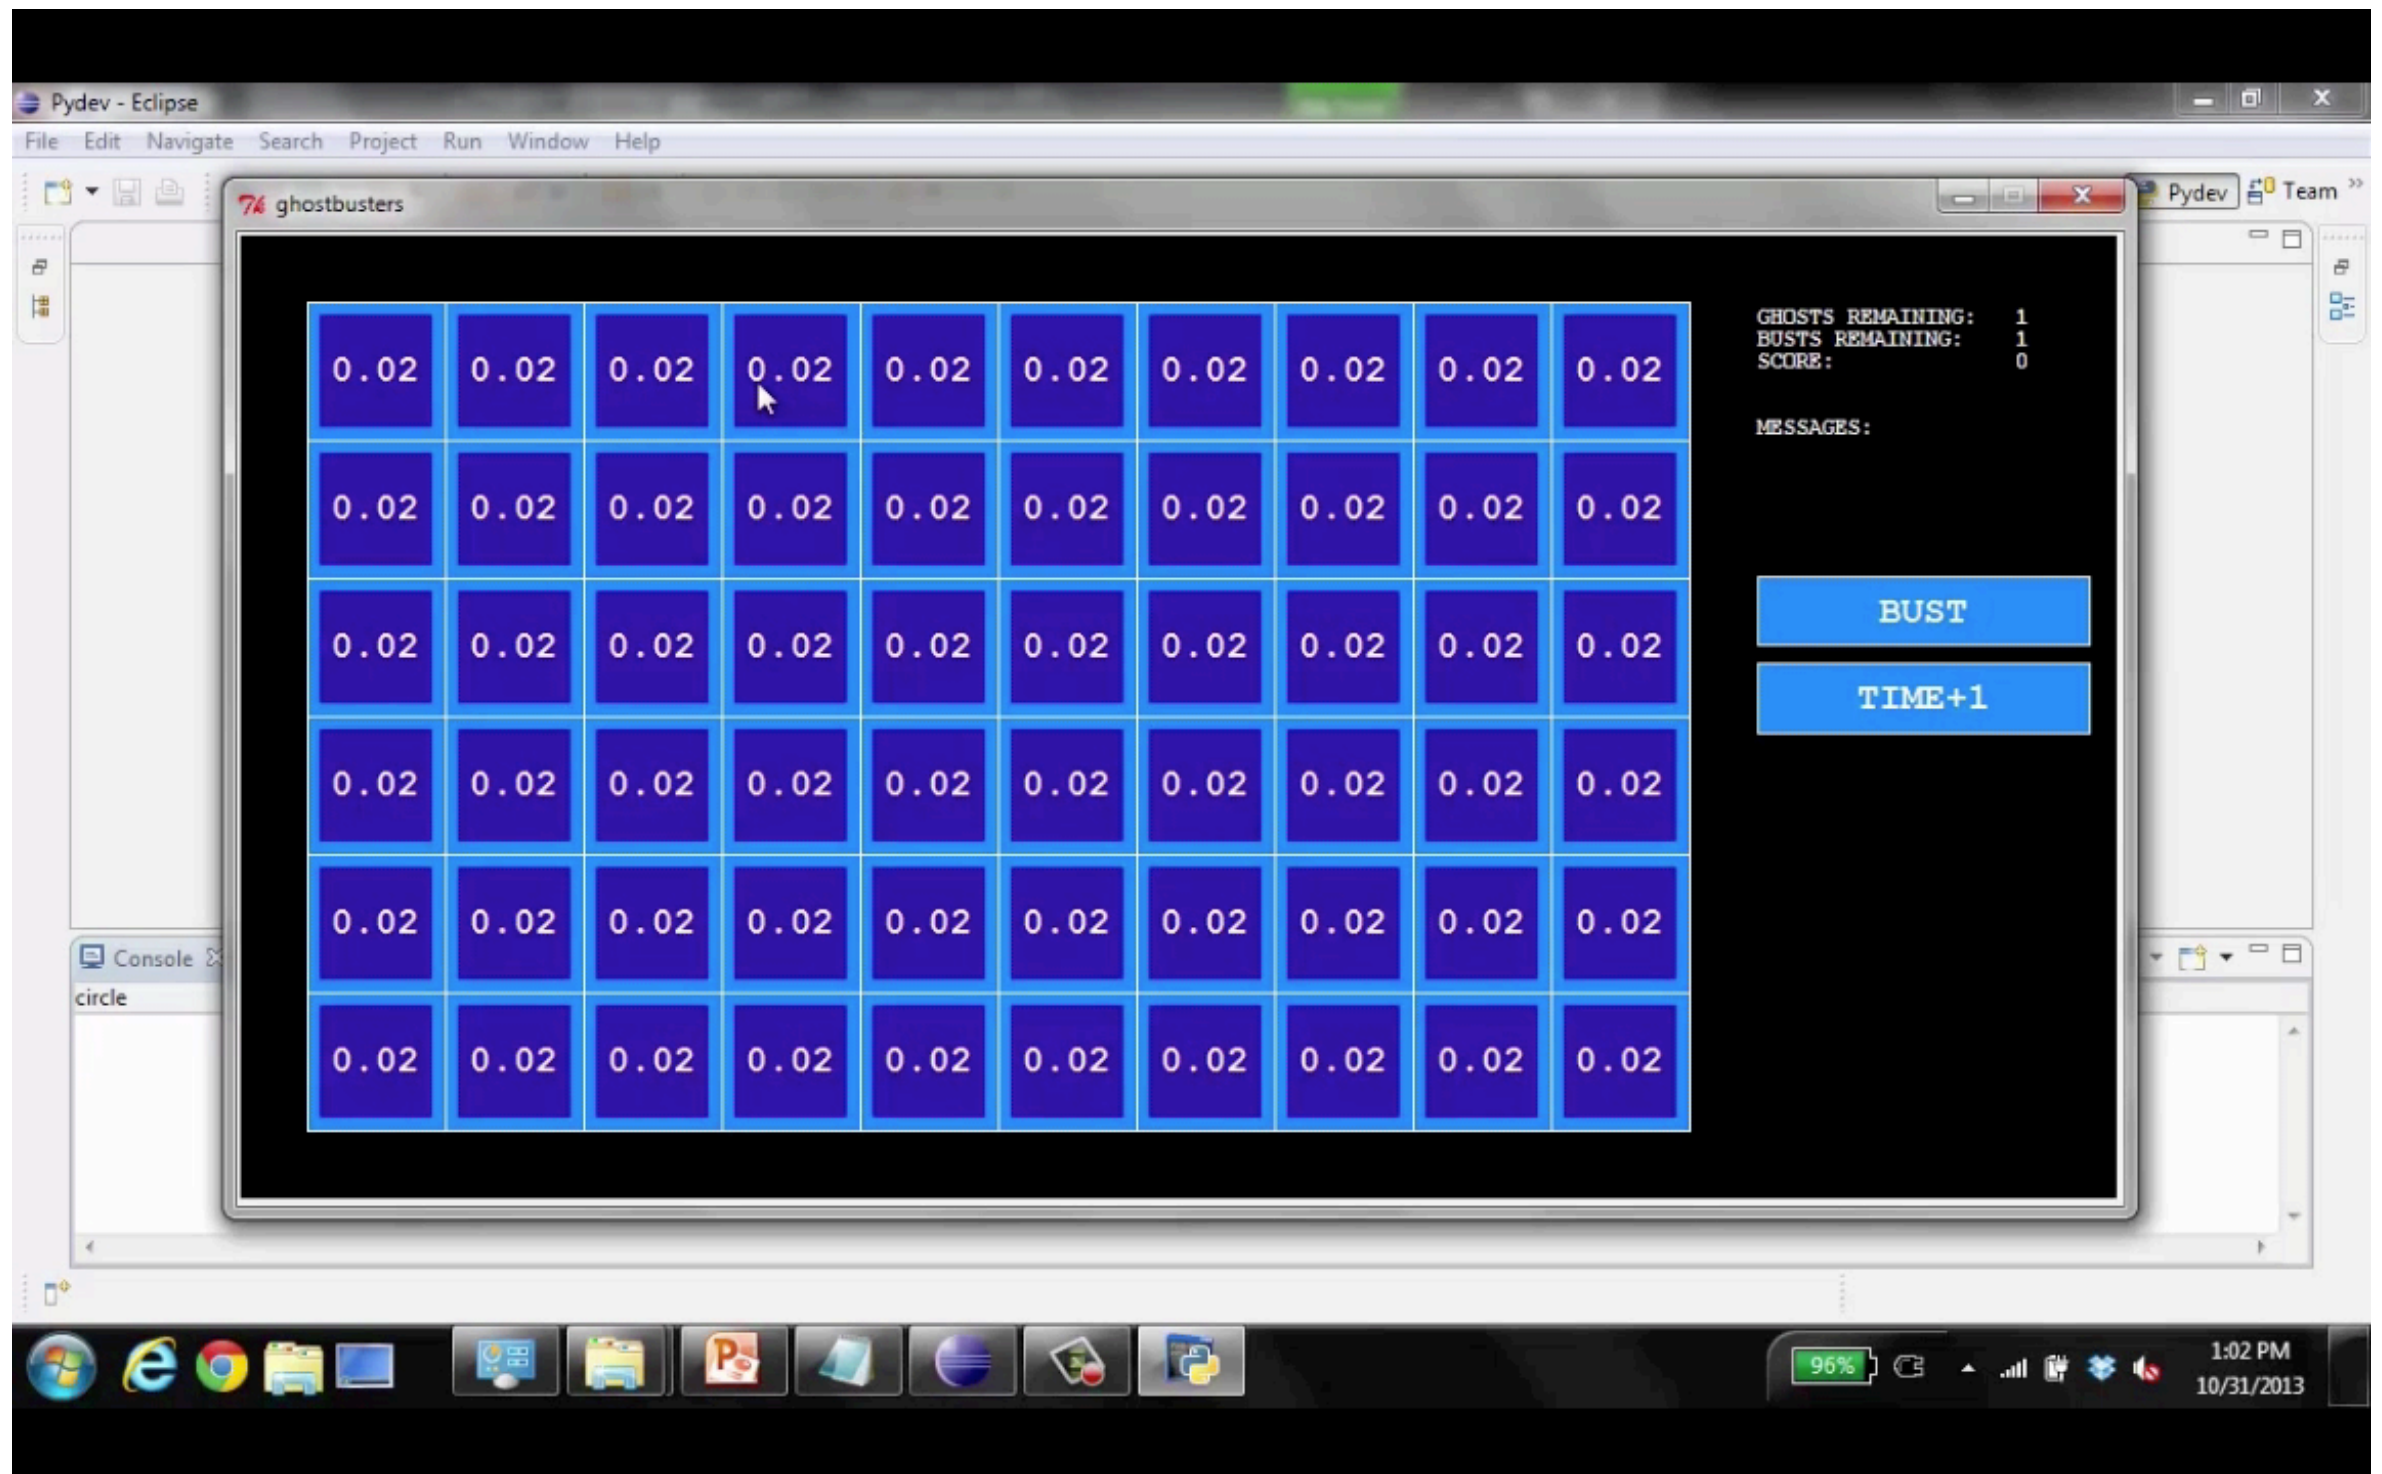 Pydev - Eclipse
File Edit Navigate Search Project Run Window Help
ghostbusters
Pydev Team
0.02 0.02 0.02 0.02 0.02 0.02 0.02 0.02 0.02 0.02
0.02 0.02 0.02 0.02 0.02 0.02 0.02 0.02 0.02 0.02
0.02 0.02 0.02 0.02 0.02 0.02 0.02 0.02 0.02 0.02
0.02 0.02 0.02 0.02 0.02 0.02 0.02 0.02 0.02 0.02
0.02 0.02 0.02 0.02 0.02 0.02 0.02 0.02 0.02 0.02
0.02 0.02 0.02 0.02 0.02 0.02 0.02 0.02 0.02 0.02
GHOSTS REMAINING: 1
BUSTS REMAINING: 1
SCORE: 0
MESSAGES:
BUST
TIME+1
Console
circle
96%
1:02 PM
10/31/2013